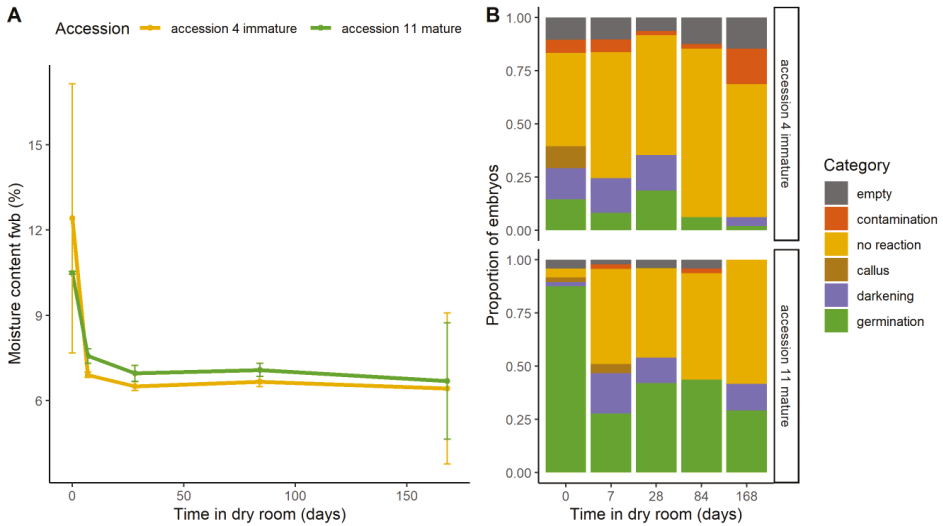 A
Accession
accession 4 immature
accession 11 mature
Moisture content fwb (%)
15
12
9
6
0
50
100
150
Time in dry room (days)
B
Proportion of embryos
1.00
0.75
0.50
0.25
0.00
accession 4 immature
1.00
0.75
0.50
0.25
0.00
accession 11 mature
0
7
28
84
168
Time in dry room (days)
Category
empty
contamination
no reaction
callus
darkening
germination